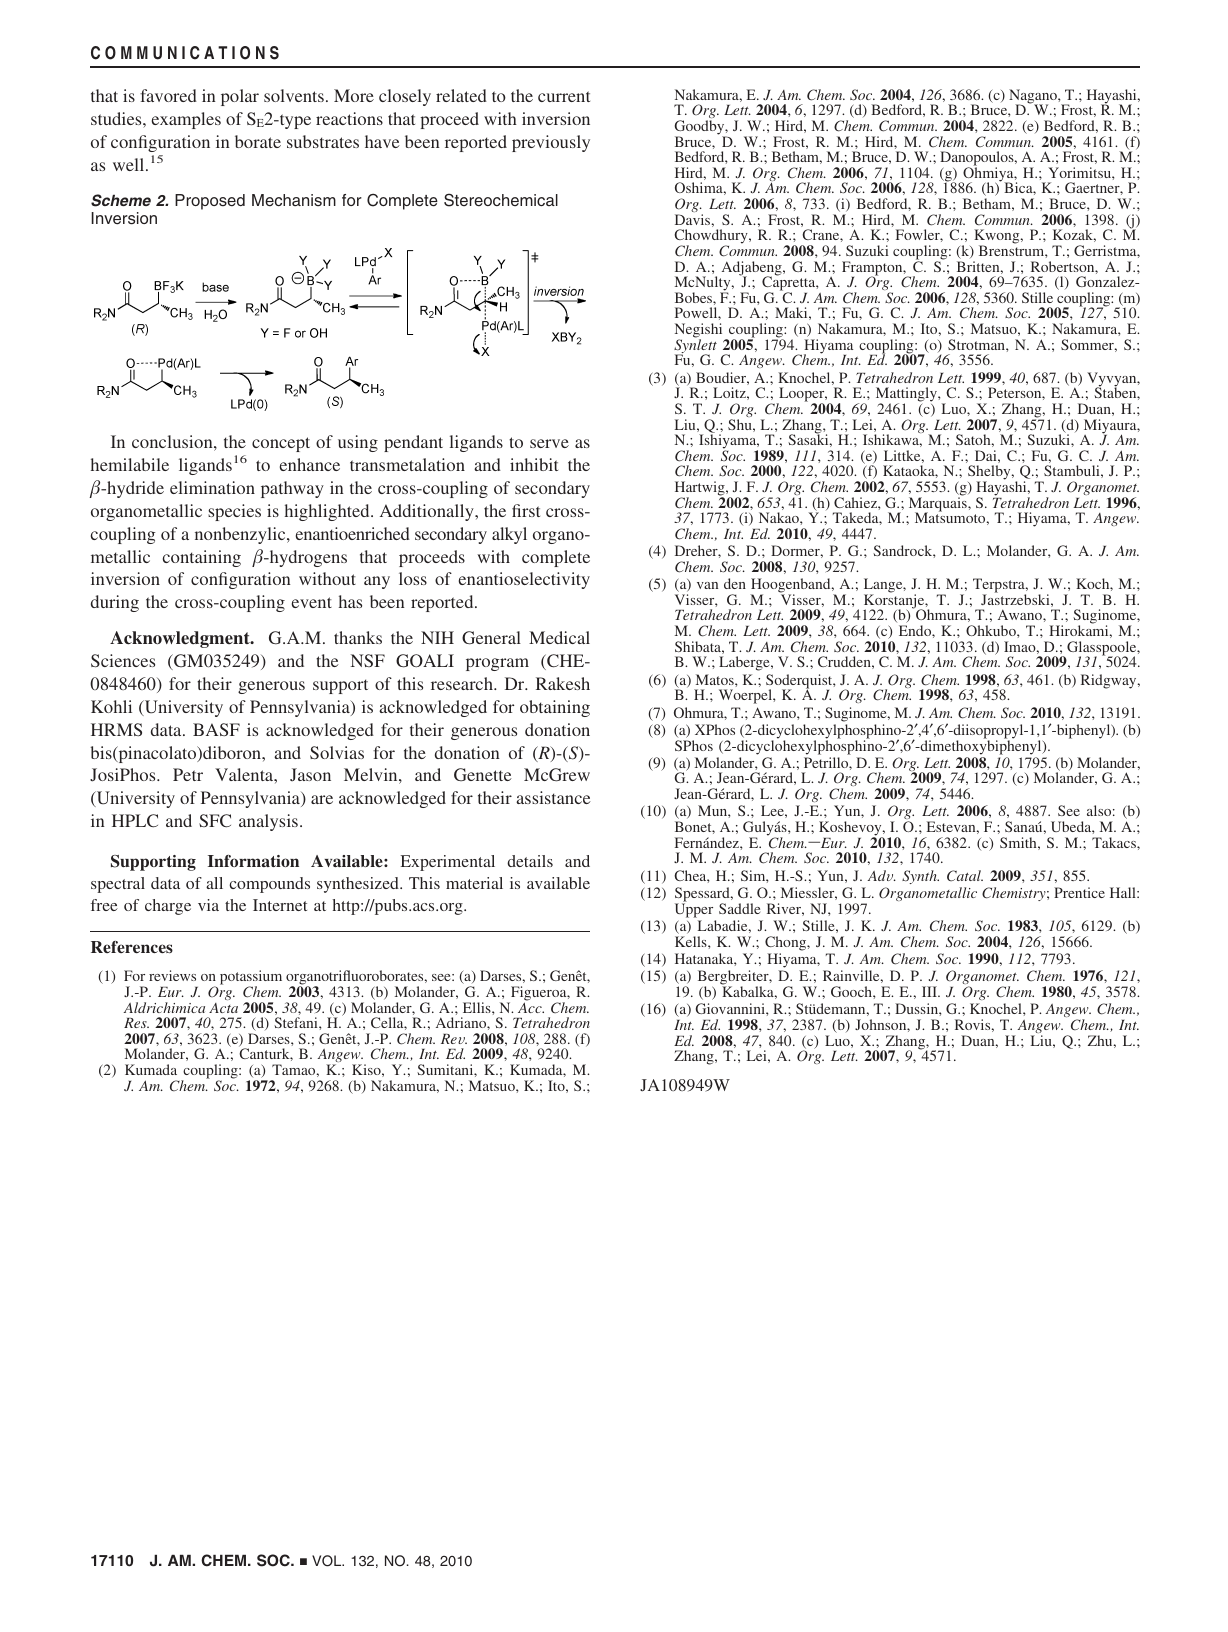 COMMUNICATIONS
that is favored in polar solvents. More closely related to the current
studies, examples of SE2-type reactions that proceed with inversion
of configuration in borate substrates have been reported previously
as well.15
Scheme 2. Proposed Mechanism for Complete Stereochemical
Inversion
O BF3K base O Y Y ⊖ B Y LPd X Ar Y Y ‡
R2N CH3 H2O R2N CH3 O B CH3 H inversion
(R) Y = F or OH R2N Pd(Ar)L X XBY2
O Pd(Ar)L O Ar
R2N CH3 LPd(0) R2N CH3
(S)
In conclusion, the concept of using pendant ligands to serve as
hemilabile ligands16 to enhance transmetalation and inhibit the
β-hydride elimination pathway in the cross-coupling of secondary
organometallic species is highlighted. Additionally, the first cross-
coupling of a nonbenzylic, enantioenriched secondary alkyl organo-
metallic containing β-hydrogens that proceeds with complete
inversion of configuration without any loss of enantioselectivity
during the cross-coupling event has been reported.
Acknowledgment. G.A.M. thanks the NIH General Medical
Sciences (GM035249) and the NSF GOALI program (CHE-
0848460) for their generous support of this research. Dr. Rakesh
Kohli (University of Pennsylvania) is acknowledged for obtaining
HRMS data. BASF is acknowledged for their generous donation
bis(pinacolato)diboron, and Solvias for the donation of (R)-(S)-
JosiPhos. Petr Valenta, Jason Melvin, and Genette McGrew
(University of Pennsylvania) are acknowledged for their assistance
in HPLC and SFC analysis.
Supporting Information Available: Experimental details and
spectral data of all compounds synthesized. This material is available
free of charge via the Internet at http://pubs.acs.org.
References
(1) For reviews on potassium organotrifluoroborates, see: (a) Darses, S.; Genêt,
J.-P. Eur. J. Org. Chem. 2003, 4313. (b) Molander, G. A.; Figueroa, R.
Aldrichimica Acta 2005, 38, 49. (c) Molander, G. A.; Ellis, N. Acc. Chem.
Res. 2007, 40, 275. (d) Stefani, H. A.; Cella, R.; Adriano, S. Tetrahedron
2007, 63, 3623. (e) Darses, S.; Genêt, J.-P. Chem. Rev. 2008, 108, 288. (f)
Molander, G. A.; Canturk, B. Angew. Chem., Int. Ed. 2009, 48, 9240.
(2) Kumada coupling: (a) Tamao, K.; Kiso, Y.; Sumitani, K.; Kumada, M.
J. Am. Chem. Soc. 1972, 94, 9268. (b) Nakamura, N.; Matsuo, K.; Ito, S.;
Nakamura, E. J. Am. Chem. Soc. 2004, 126, 3686. (c) Nagano, T.; Hayashi,
T. Org. Lett. 2004, 6, 1297. (d) Bedford, R. B.; Bruce, D. W.; Frost, R. M.;
Goodby, J. W.; Hird, M. Chem. Commun. 2004, 2822. (e) Bedford, R. B.;
Bruce, D. W.; Frost, R. M.; Hird, M. Chem. Commun. 2005, 4161. (f)
Bedford, R. B.; Betham, M.; Bruce, D. W.; Danopoulos, A. A.; Frost, R. M.;
Hird, M. J. Org. Chem. 2006, 71, 1104. (g) Ohmiya, H.; Yorimitsu, H.;
Oshima, K. J. Am. Chem. Soc. 2006, 128, 1886. (h) Bica, K.; Gaertner, P.
Org. Lett. 2006, 8, 733. (i) Bedford, R. B.; Betham, M.; Bruce, D. W.;
Davis, S. A.; Frost, R. M.; Hird, M. Chem. Commun. 2006, 1398. (j)
Chowdhury, R. R.; Crane, A. K.; Fowler, C.; Kwong, P.; Kozak, C. M.
Chem. Commun. 2008, 94. Suzuki coupling: (k) Brenstrum, T.; Gerristma,
D. A.; Adjabeng, G. M.; Frampton, C. S.; Britten, J.; Robertson, A. J.;
McNulty, J.; Capretta, A. J. Org. Chem. 2004, 69–7635. (l) Gonzalez-
Bobes, F.; Fu, G. C. J. Am. Chem. Soc. 2006, 128, 5360. Stille coupling: (m)
Powell, D. A.; Maki, T.; Fu, G. C. J. Am. Chem. Soc. 2005, 127, 510.
Negishi coupling: (n) Nakamura, M.; Ito, S.; Matsuo, K.; Nakamura, E.
Synlett 2005, 1794. Hiyama coupling: (o) Strotman, N. A.; Sommer, S.;
Fu, G. C. Angew. Chem., Int. Ed. 2007, 46, 3556.
(3) (a) Boudier, A.; Knochel, P. Tetrahedron Lett. 1999, 40, 687. (b) Vyvyan,
J. R.; Loitz, C.; Looper, R. E.; Mattingly, C. S.; Peterson, E. A.; Staben,
S. T. J. Org. Chem. 2004, 69, 2461. (c) Luo, X.; Zhang, H.; Duan, H.;
Liu, Q.; Shu, L.; Zhang, T.; Lei, A. Org. Lett. 2007, 9, 4571. (d) Miyaura,
N.; Ishiyama, T.; Sasaki, H.; Ishikawa, M.; Satoh, M.; Suzuki, A. J. Am.
Chem. Soc. 1989, 111, 314. (e) Littke, A. F.; Dai, C.; Fu, G. C. J. Am.
Chem. Soc. 2000, 122, 4020. (f) Kataoka, N.; Shelby, Q.; Stambuli, J. P.;
Hartwig, J. F. J. Org. Chem. 2002, 67, 5553. (g) Hayashi, T. J. Organomet.
Chem. 2002, 653, 41. (h) Cahiez, G.; Marquais, S. Tetrahedron Lett. 1996,
37, 1773. (i) Nakao, Y.; Takeda, M.; Matsumoto, T.; Hiyama, T. Angew.
Chem., Int. Ed. 2010, 49, 4447.
(4) Dreher, S. D.; Dormer, P. G.; Sandrock, D. L.; Molander, G. A. J. Am.
Chem. Soc. 2008, 130, 9257.
(5) (a) van den Hoogenband, A.; Lange, J. H. M.; Terpstra, J. W.; Koch, M.;
Visser, G. M.; Visser, M.; Korstanje, T. J.; Jastrzebski, J. T. B. H.
Tetrahedron Lett. 2009, 49, 4122. (b) Ohmura, T.; Awano, T.; Suginome,
M. Chem. Lett. 2009, 38, 664. (c) Endo, K.; Ohkubo, T.; Hirokami, M.;
Shibata, T. J. Am. Chem. Soc. 2010, 132, 11033. (d) Imao, D.; Glasspoole,
B. W.; Laberge, V. S.; Crudden, C. M. J. Am. Chem. Soc. 2009, 131, 5024.
(6) (a) Matos, K.; Soderquist, J. A. J. Org. Chem. 1998, 63, 461. (b) Ridgway,
B. H.; Woerpel, K. A. J. Org. Chem. 1998, 63, 458.
(7) Ohmura, T.; Awano, T.; Suginome, M. J. Am. Chem. Soc. 2010, 132, 13191.
(8) (a) XPhos (2-dicyclohexylphosphino-2′,4′,6′-diisopropyl-1,1′-biphenyl). (b)
SPhos (2-dicyclohexylphosphino-2′,6′-dimethoxybiphenyl).
(9) (a) Molander, G. A.; Petrillo, D. E. Org. Lett. 2008, 10, 1795. (b) Molander,
G. A.; Jean-Gérard, L. J. Org. Chem. 2009, 74, 1297. (c) Molander, G. A.;
Jean-Gérard, L. J. Org. Chem. 2009, 74, 5446.
(10) (a) Mun, S.; Lee, J.-E.; Yun, J. Org. Lett. 2006, 8, 4887. See also: (b)
Bonet, A.; Gulyás, H.; Koshevoy, I. O.; Estevan, F.; Sanaú, Ubeda, M. A.;
Fernández, E. Chem.—Eur. J. 2010, 16, 6382. (c) Smith, S. M.; Takacs,
J. M. J. Am. Chem. Soc. 2010, 132, 1740.
(11) Chea, H.; Sim, H.-S.; Yun, J. Adv. Synth. Catal. 2009, 351, 855.
(12) Spessard, G. O.; Miessler, G. L. Organometallic Chemistry; Prentice Hall:
Upper Saddle River, NJ, 1997.
(13) (a) Labadie, J. W.; Stille, J. K. J. Am. Chem. Soc. 1983, 105, 6129. (b)
Kells, K. W.; Chong, J. M. J. Am. Chem. Soc. 2004, 126, 15666.
(14) Hatanaka, Y.; Hiyama, T. J. Am. Chem. Soc. 1990, 112, 7793.
(15) (a) Bergbreiter, D. E.; Rainville, D. P. J. Organomet. Chem. 1976, 121,
19. (b) Kabalka, G. W.; Gooch, E. E., III. J. Org. Chem. 1980, 45, 3578.
(16) (a) Giovannini, R.; Stüdemann, T.; Dussin, G.; Knochel, P. Angew. Chem.,
Int. Ed. 1998, 37, 2387. (b) Johnson, J. B.; Rovis, T. Angew. Chem., Int.
Ed. 2008, 47, 840. (c) Luo, X.; Zhang, H.; Duan, H.; Liu, Q.; Zhu, L.;
Zhang, T.; Lei, A. Org. Lett. 2007, 9, 4571.
JA108949W
17110 J. AM. CHEM. SOC. ■ VOL. 132, NO. 48, 2010